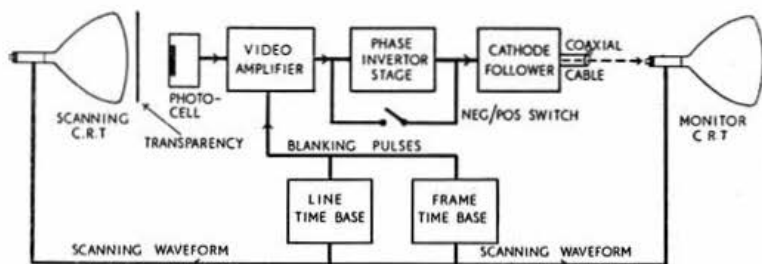 SCANNING
C.R.T
TRANSPARENCY
PHOTO-
CELL
VIDEO
AMPLIFIER
PHASE
INVERTOR
STAGE
NEG/POS SWITCH
CATHODE
FOLLOWER
COAXIAL
CABLE
MONITOR
C R T
BLANKING PULSES
LINE
TIME BASE
FRAME
TIME BASE
SCANNING WAVEFORM
SCANNING WAVEFORM